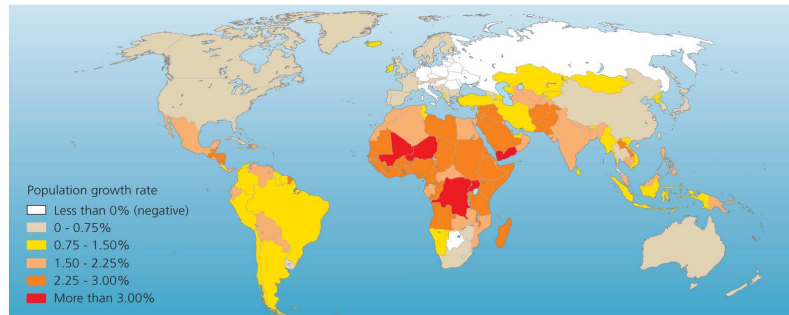 Population growth rate
Less than 0% (negative)
0 - 0.75%
0.75 - 1.50%
1.50 - 2.25%
2.25 - 3.00%
More than 3.00%